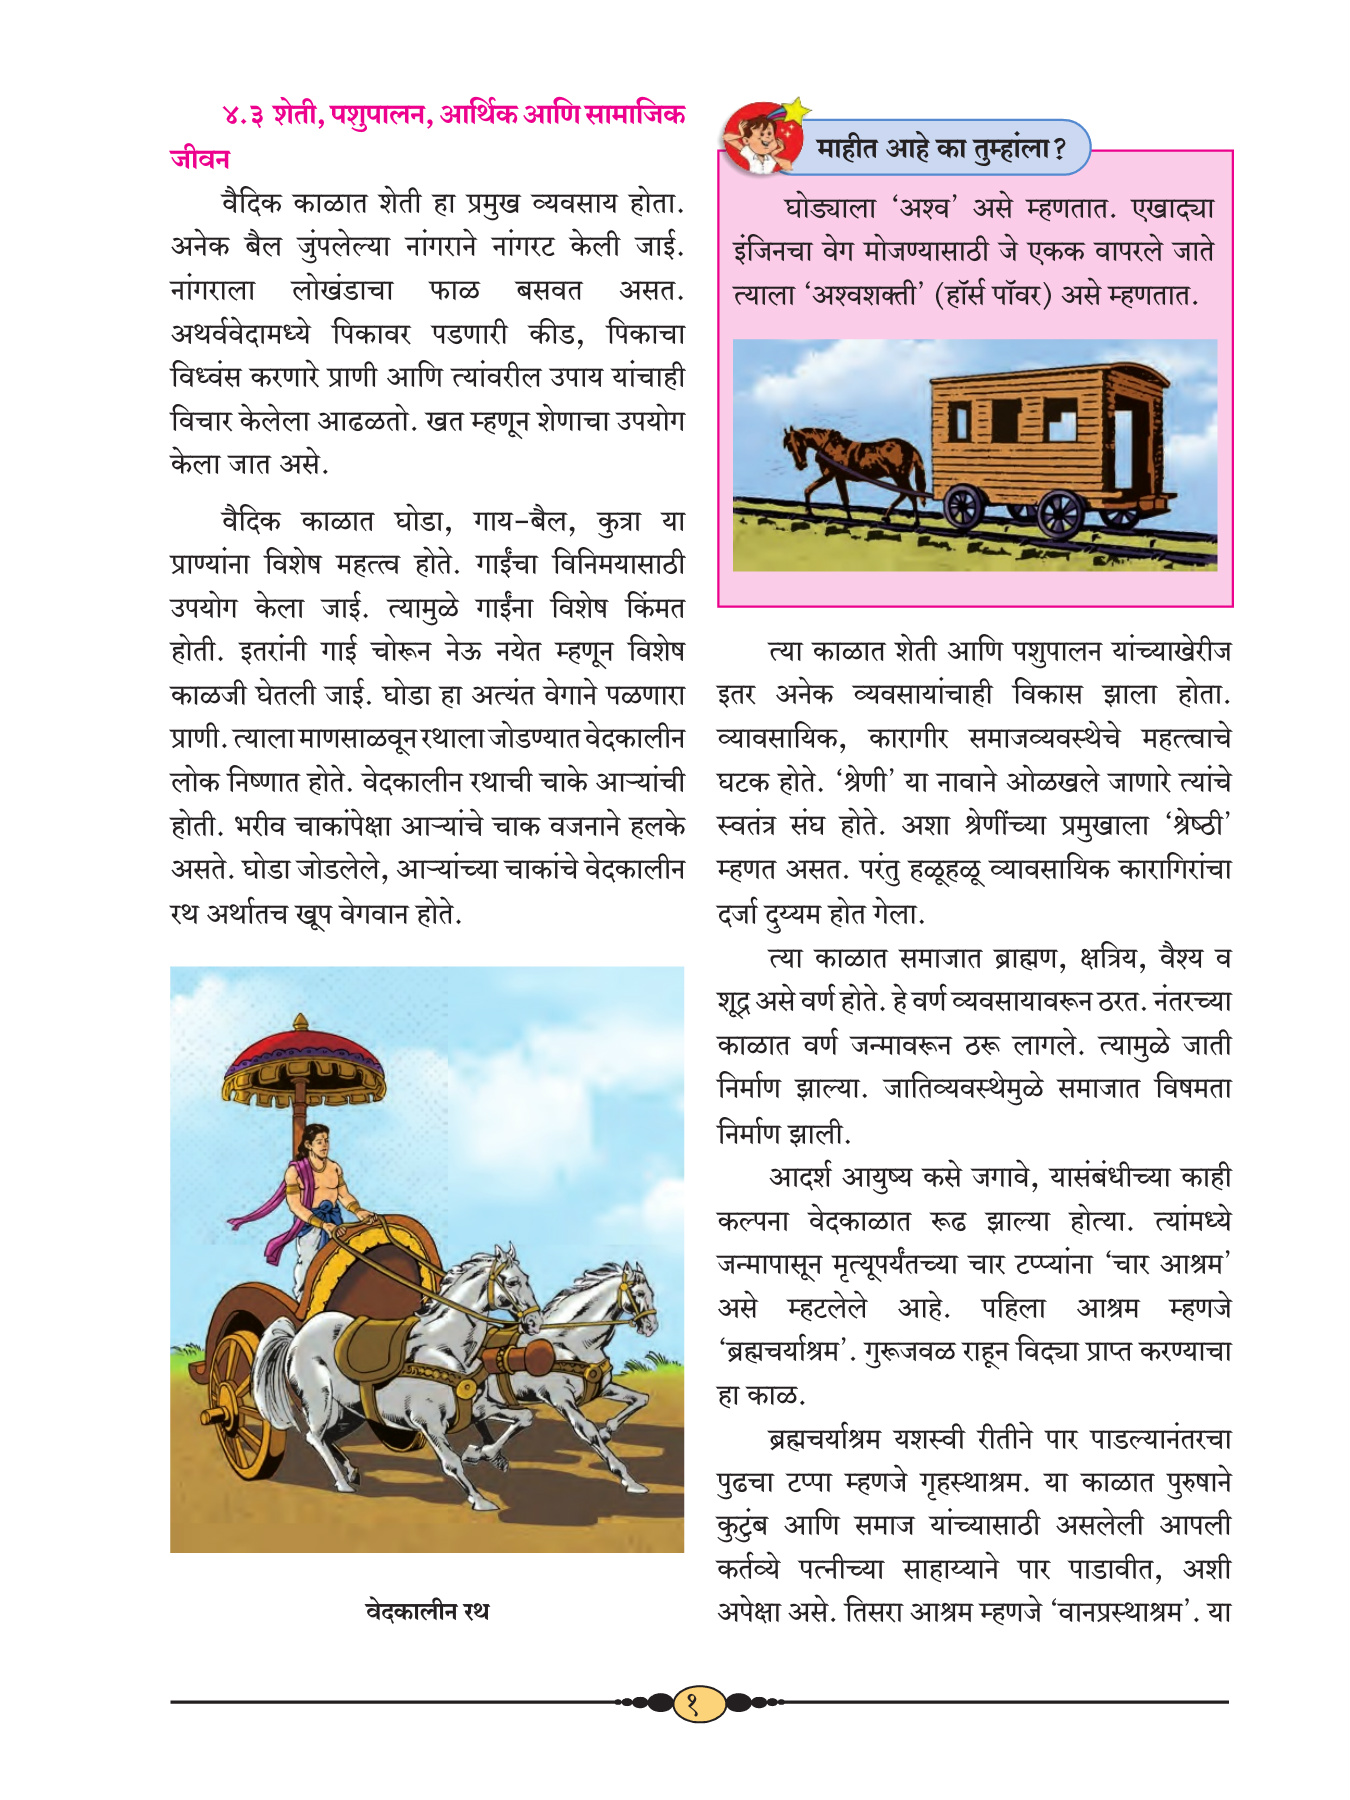 ४.३ शेती, पशुपालन, आर्थिक आणि सामाजिक
जीवन
वैदिक काळात शेती हा प्रमुख व्यवसाय होता.
अनेक बैल जुंपलेल्या नांगराने नांगरट केली जाई.
नांगराला लोखंडाचा फाळ बसवत असत.
अथर्ववेदामध्ये पिकावर पडणारी कीड, पिकाचा
विध्वंस करणारे प्राणी आणि त्यांवरील उपाय यांचाही
विचार केलेला आढळतो. खत म्हणून शेणाचा उपयोग
केला जात असे.
वैदिक काळात घोडा, गाय-बैल, कुत्रा या
प्राण्यांना विशेष महत्त्व होते. गाईंचा विनिमयासाठी
उपयोग केला जाई. त्यामुळे गाईंना विशेष किंमत
होती. इतरांनी गाई चोरून नेऊ नयेत म्हणून विशेष
काळजी घेतली जाई. घोडा हा अत्यंत वेगाने पळणारा
प्राणी. त्याला माणसाळवून रथाला जोडण्यात वेदकालीन
लोक निष्णात होते. वेदकालीन रथाची चाके आऱ्यांची
होती. भरीव चाकांपेक्षा आऱ्यांचे चाक वजनाने हलके
असते. घोडा जोडलेले, आऱ्यांच्या चाकांचे वेदकालीन
रथ अर्थातच खूप वेगवान होते.
वेदकालीन रथ
माहीत आहे का तुम्हांला?
घोड्याला ‘अश्व’ असे म्हणतात. एखाद्या
इंजिनचा वेग मोजण्यासाठी जे एकक वापरले जाते
त्याला ‘अश्वशक्ती’ (हॉर्स पॉवर) असे म्हणतात.
त्या काळात शेती आणि पशुपालन यांच्याखेरीज
इतर अनेक व्यवसायांचाही विकास झाला होता.
व्यावसायिक, कारागीर समाजव्यवस्थेचे महत्त्वाचे
घटक होते. ‘श्रेणी’ या नावाने ओळखले जाणारे त्यांचे
स्वतंत्र संघ होते. अशा श्रेणींच्या प्रमुखाला ‘श्रेष्ठी’
म्हणत असत. परंतु हळूहळू व्यावसायिक कारागिरांचा
दर्जा दुय्यम होत गेला.
त्या काळात समाजात ब्राह्मण, क्षत्रिय, वैश्य व
शूद्र असे वर्ण होते. हे वर्ण व्यवसायावरून ठरत. नंतरच्या
काळात वर्ण जन्मावरून ठरू लागले. त्यामुळे जाती
निर्माण झाल्या. जातिव्यवस्थेमुळे समाजात विषमता
निर्माण झाली.
आदर्श आयुष्य कसे जगावे, यासंबंधीच्या काही
कल्पना वेदकाळात रूढ झाल्या होत्या. त्यांमध्ये
जन्मापासून मृत्यूपर्यंतच्या चार टप्प्यांना ‘चार आश्रम’
असे म्हटलेले आहे. पहिला आश्रम म्हणजे
‘ब्रह्मचर्याश्रम’. गुरूजवळ राहून विद्या प्राप्त करण्याचा
हा काळ.
ब्रह्मचर्याश्रम यशस्वी रीतीने पार पाडल्यानंतरचा
पुढचा टप्पा म्हणजे गृहस्थाश्रम. या काळात पुरुषाने
कुटुंब आणि समाज यांच्यासाठी असलेली आपली
कर्तव्ये पत्नीच्या साहाय्याने पार पाडावीत, अशी
अपेक्षा असे. तिसरा आश्रम म्हणजे ‘वानप्रस्थाश्रम’. या
१